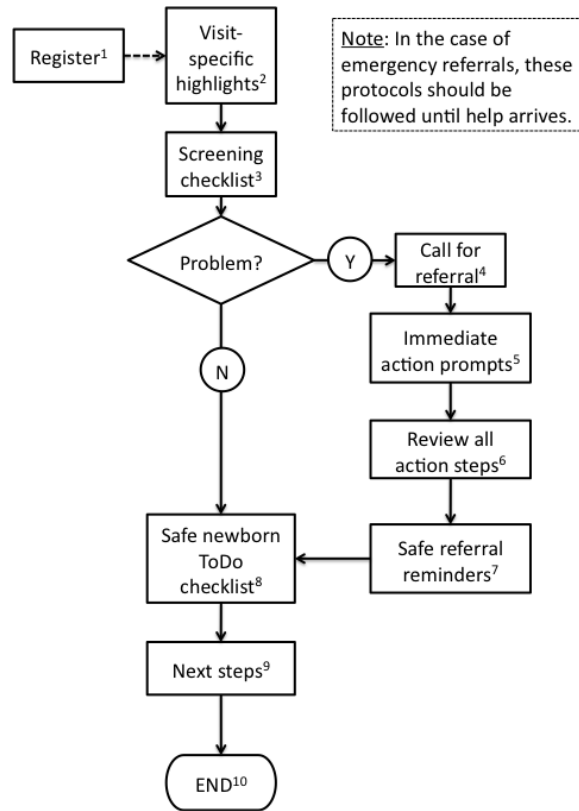 Register¹
Visit-
specific
highlights²
Note: In the case of
emergency referrals, these
protocols should be
followed until help arrives.
Screening
checklist³
Problem?
Y
Call for
referral⁴
Immediate
action prompts⁵
N
Review all
action steps⁶
Safe newborn
ToDo
checklist⁸
Safe referral
reminders⁷
Next steps⁹
END¹⁰